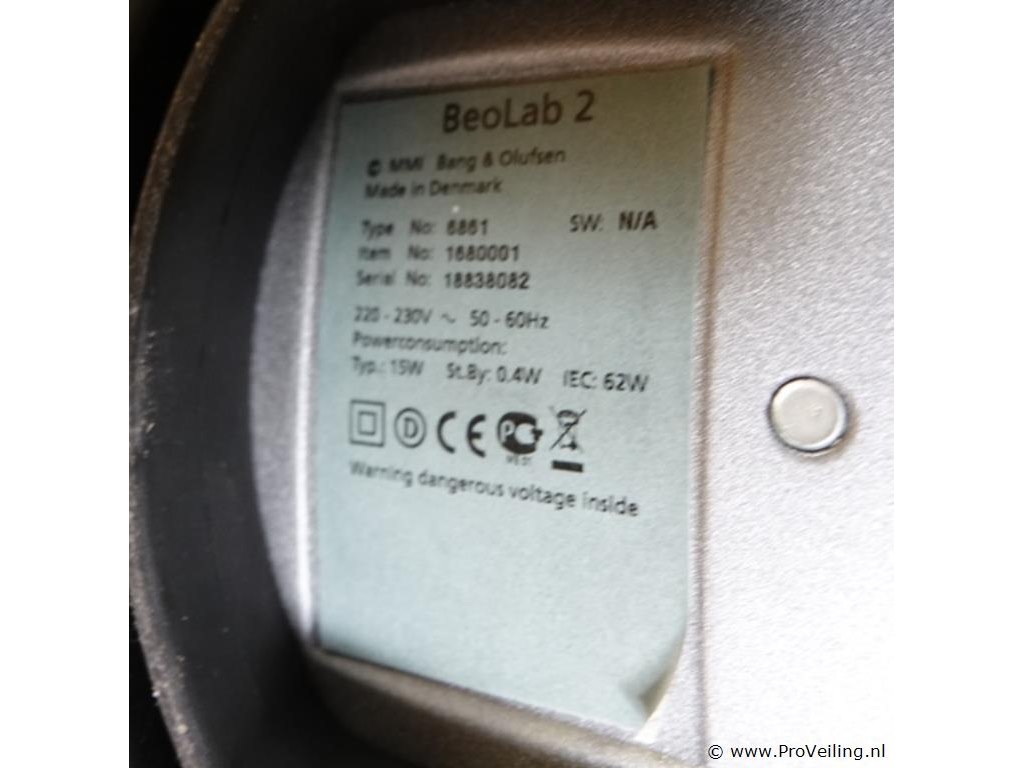 BeoLab 2
© MMI Bang & Olufsen
Made in Denmark
Type No: 6861 SW: N/A
Item No: 1680001
Serial No: 18838082
220 - 230V ~ 50 - 60Hz
Powerconsumption:
Typ.: 15W St.By: 0.4W IEC: 62W
D CE PC
Warning dangerous voltage inside
© www.ProVeiling.nl